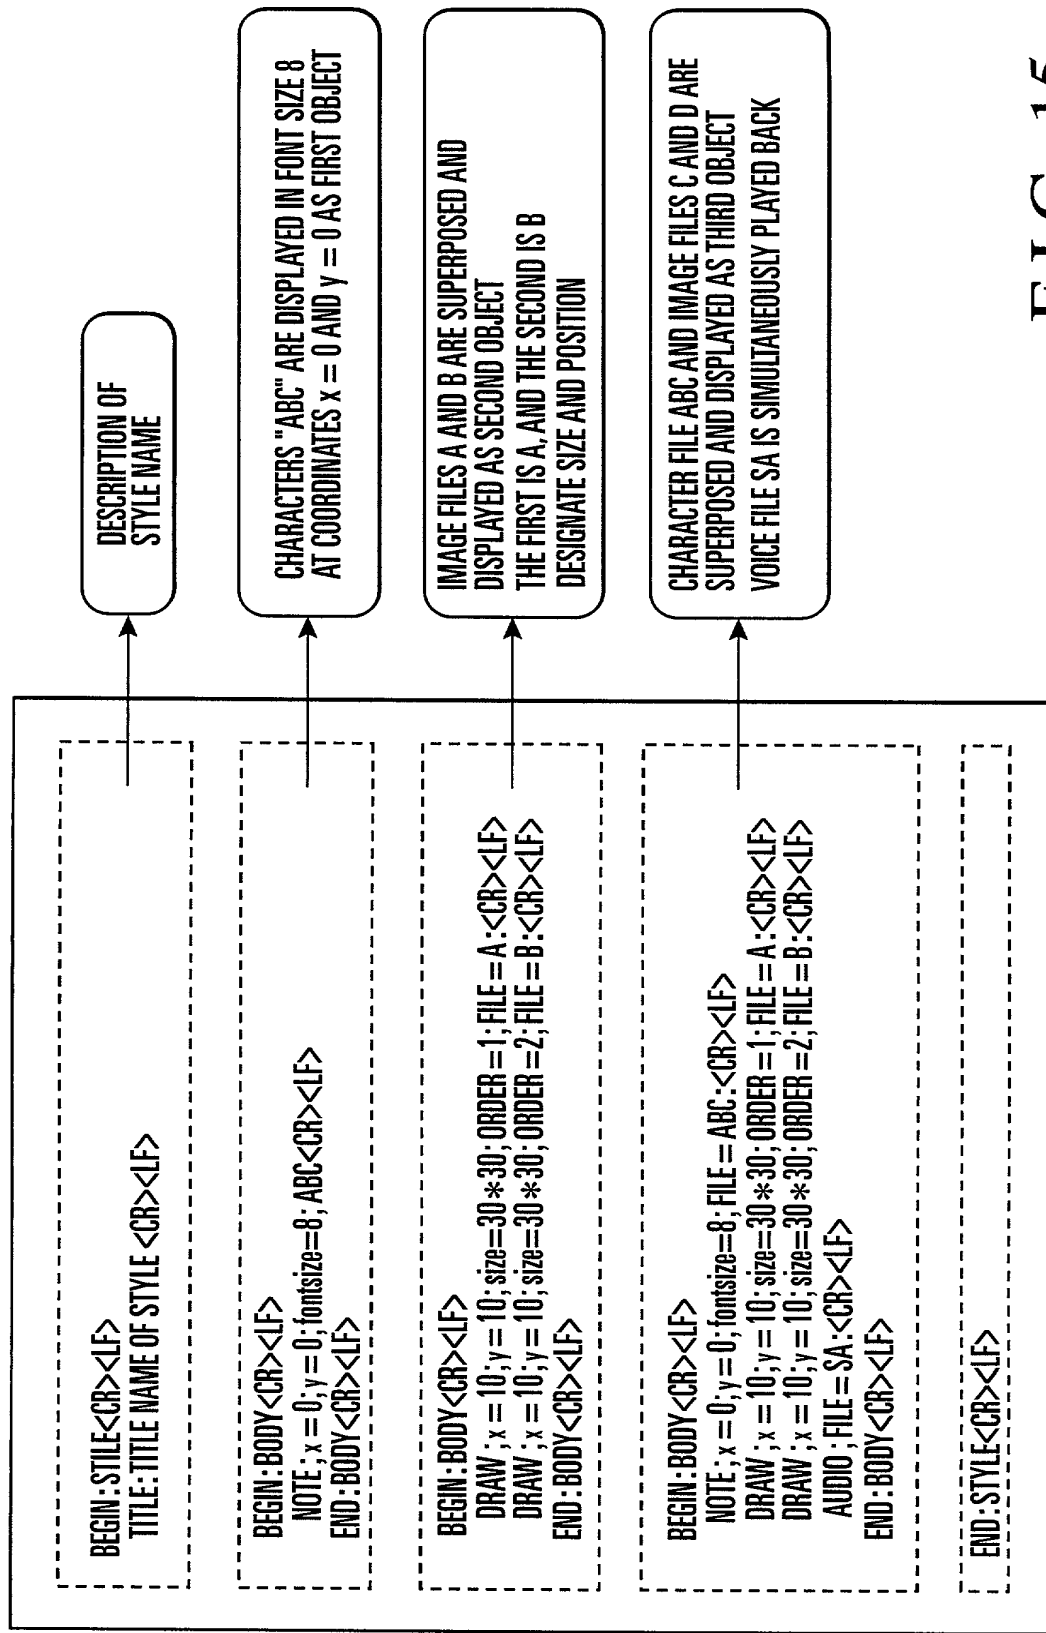 BEGIN:STILE<CR><LF>
TITLE:TITLE NAME OF STYLE <CR><LF>
DESCRIPTION OF
STYLE NAME
BEGIN:BODY<CR><LF>
NOTE;x=0;y=0;fontsize=8;ABC<CR><LF>
END:BODY<CR><LF>
CHARACTERS "ABC" ARE DISPLAYED IN FONT SIZE 8
AT COORDINATES x=0 AND y=0 AS FIRST OBJECT
BEGIN:BODY<CR><LF>
DRAW;x=10;y=10;size=30*30;ORDER=1;FILE=A:<CR><LF>
DRAW;x=10;y=10;size=30*30;ORDER=2;FILE=B:<CR><LF>
END:BODY<CR><LF>
IMAGE FILES A AND B ARE SUPERPOSED AND
DISPLAYED AS SECOND OBJECT
THE FIRST IS A, AND THE SECOND IS B
DESIGNATE SIZE AND POSITION
BEGIN:BODY<CR><LF>
NOTE;x=0;y=0;fontsize=8;FILE=ABC:<CR><LF>
DRAW;x=10;y=10;size=30*30;ORDER=1;FILE=A:<CR><LF>
DRAW;x=10;y=10;size=30*30;ORDER=2;FILE=B:<CR><LF>
AUDIO;FILE=SA:<CR><LF>
END:BODY<CR><LF>
CHARACTER FILE ABC AND IMAGE FILES C AND D ARE
SUPERPOSED AND DISPLAYED AS THIRD OBJECT
VOICE FILE SA IS SIMULTANEOUSLY PLAYED BACK
END:STYLE<CR><LF>
FIG. 15